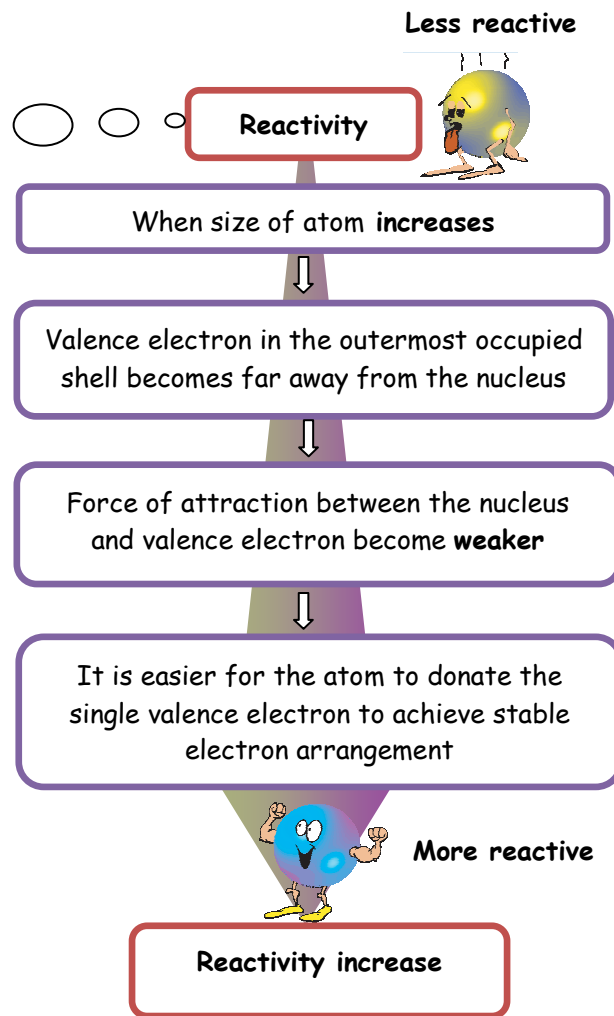 Less reactive
Reactivity
When size of atom increases
Valence electron in the outermost occupied
shell becomes far away from the nucleus
Force of attraction between the nucleus
and valence electron become weaker
It is easier for the atom to donate the
single valence electron to achieve stable
electron arrangement
More reactive
Reactivity increase